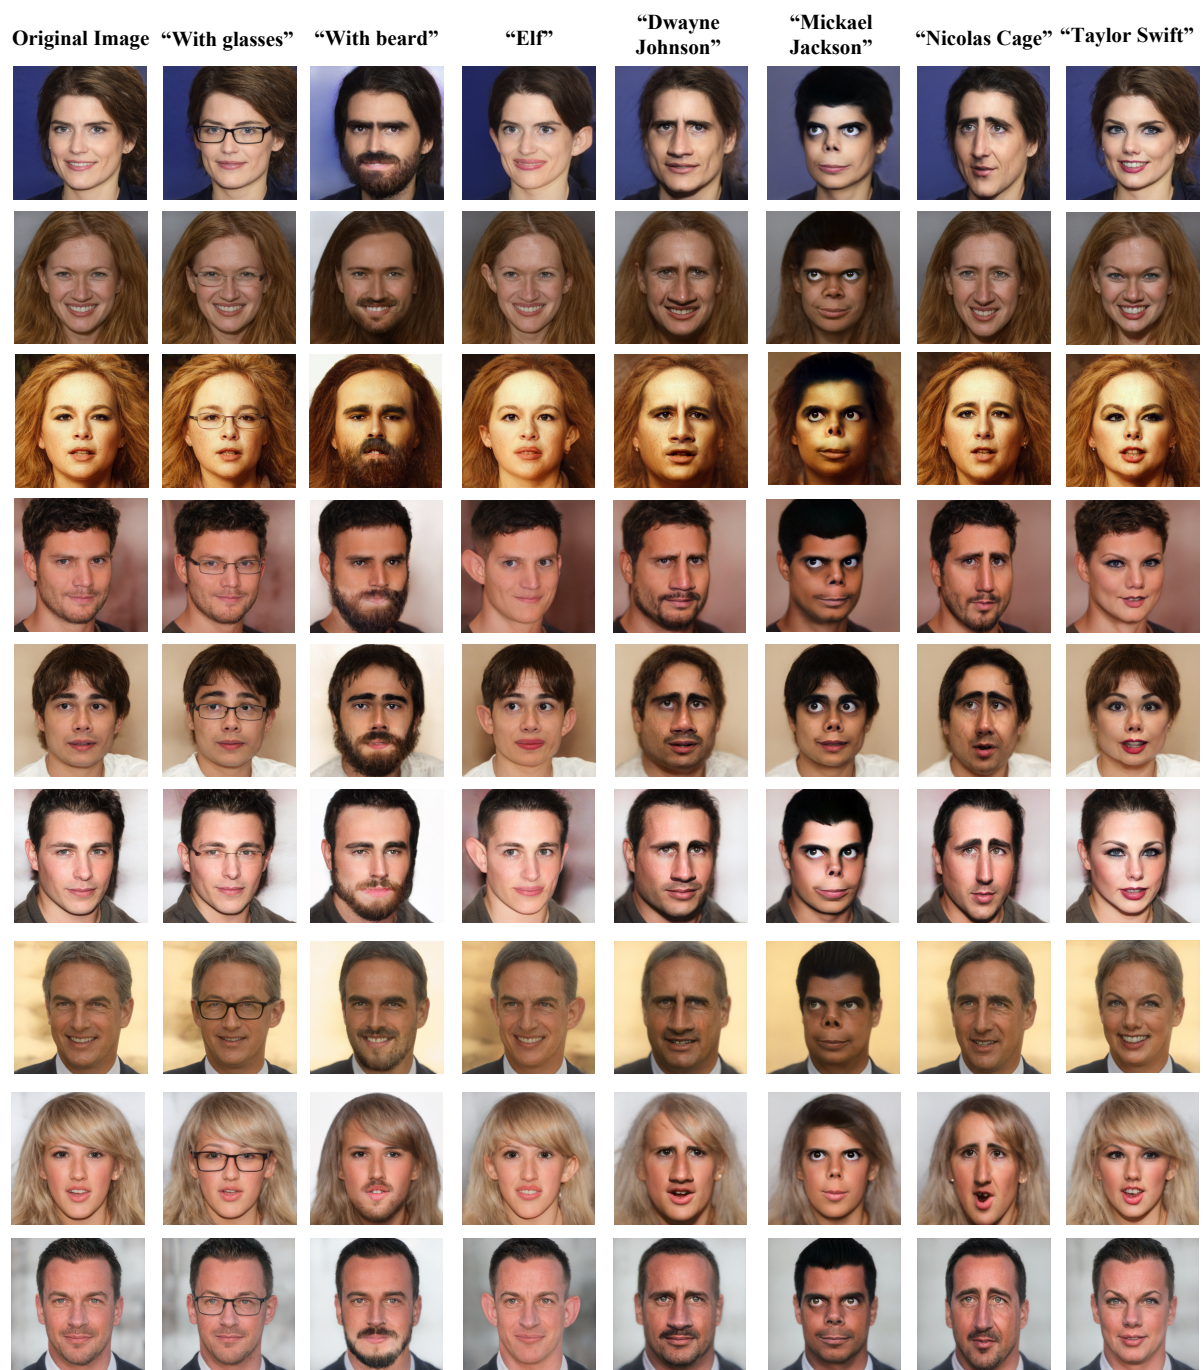 Original Image “With glasses” “With beard” “Elf” “Dwayne Johnson” “Mickael Jackson” “Nicolas Cage” “Taylor Swift”